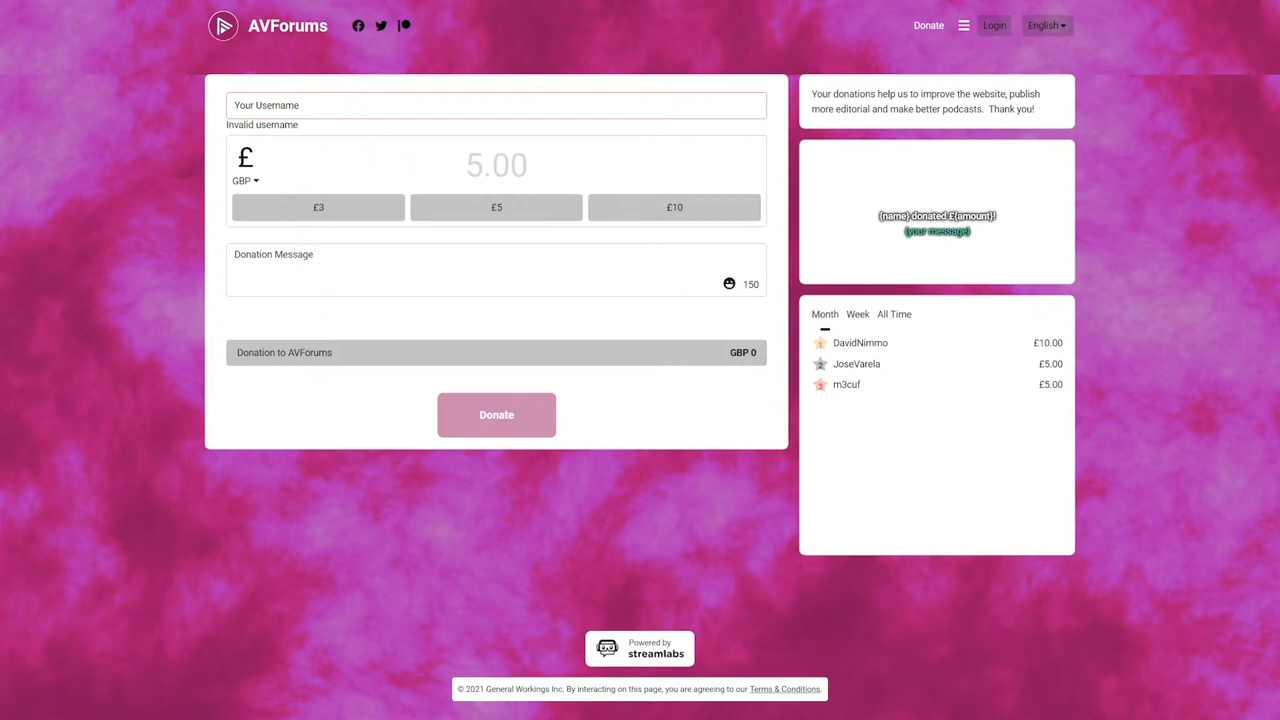 AVForums
Donate
Login
English
Your Username
Invalid username
£
5.00
GBP
£3
£5
£10
Donation Message
150
Donation to AVForums
GBP 0
Donate
Your donations help us to improve the website, publish
more editorial and make better podcasts. Thank you!
{name} donated £{amount}!
{your message}
Month Week All Time
1 DavidNimmo £10.00
2 JoseVarela £5.00
3 m3cuf £5.00
Powered by
streamlabs
© 2021 General Workings Inc. By interacting on this page, you are agreeing to our Terms & Conditions.